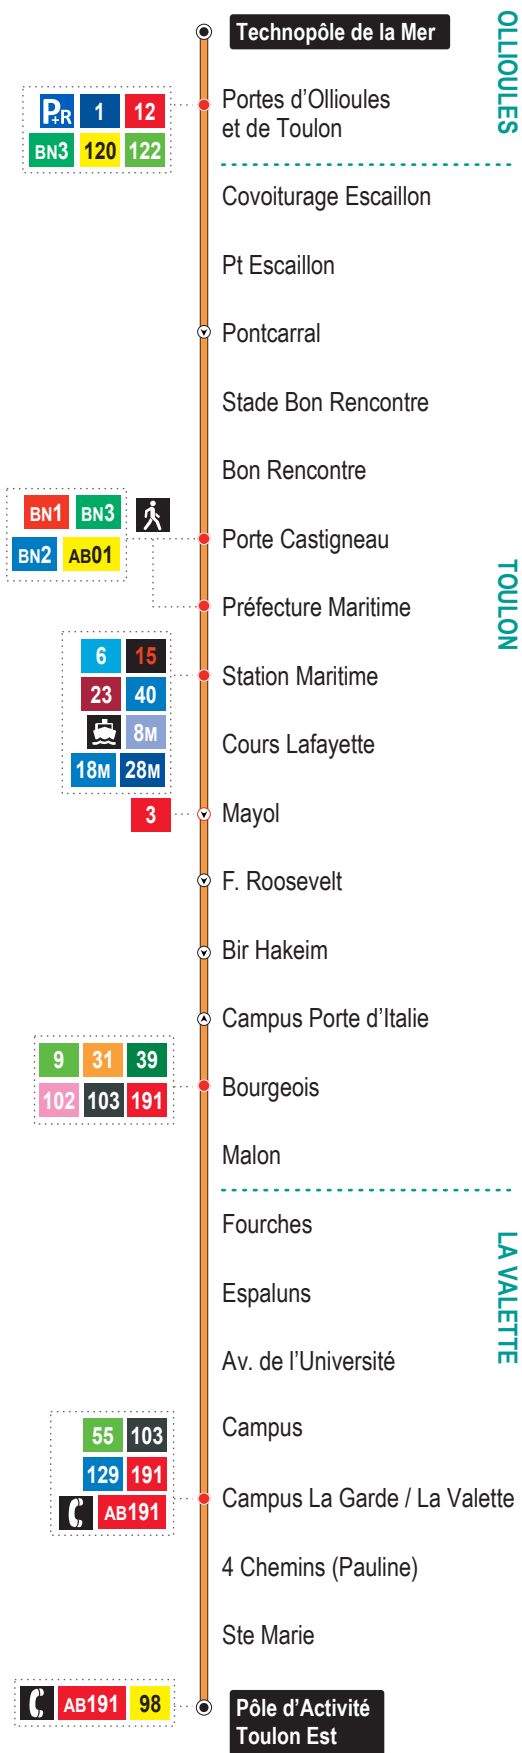 Technopôle de la Mer
OLLIOULES
P+R 1 12
BN3 120 122
Portes d'Ollioules
et de Toulon
Covoiturage Escaillon
Pt Escaillon
Pontcarral
Stade Bon Rencontre
Bon Rencontre
BN1 BN3
BN2 AB01
Porte Castigneau
TOULON
Préfecture Maritime
6 15
23 40
8M
18M 28M
Station Maritime
Cours Lafayette
3
Mayol
F. Roosevelt
Bir Hakeim
Campus Porte d'Italie
9 31 39
102 103 191
Bourgeois
Malon
Fourches
LA VALETTE
Espaluns
Av. de l'Université
Campus
55 103
129 191
AB191
Campus La Garde / La Valette
4 Chemins (Pauline)
Ste Marie
AB191 98
Pôle d'Activité
Toulon Est